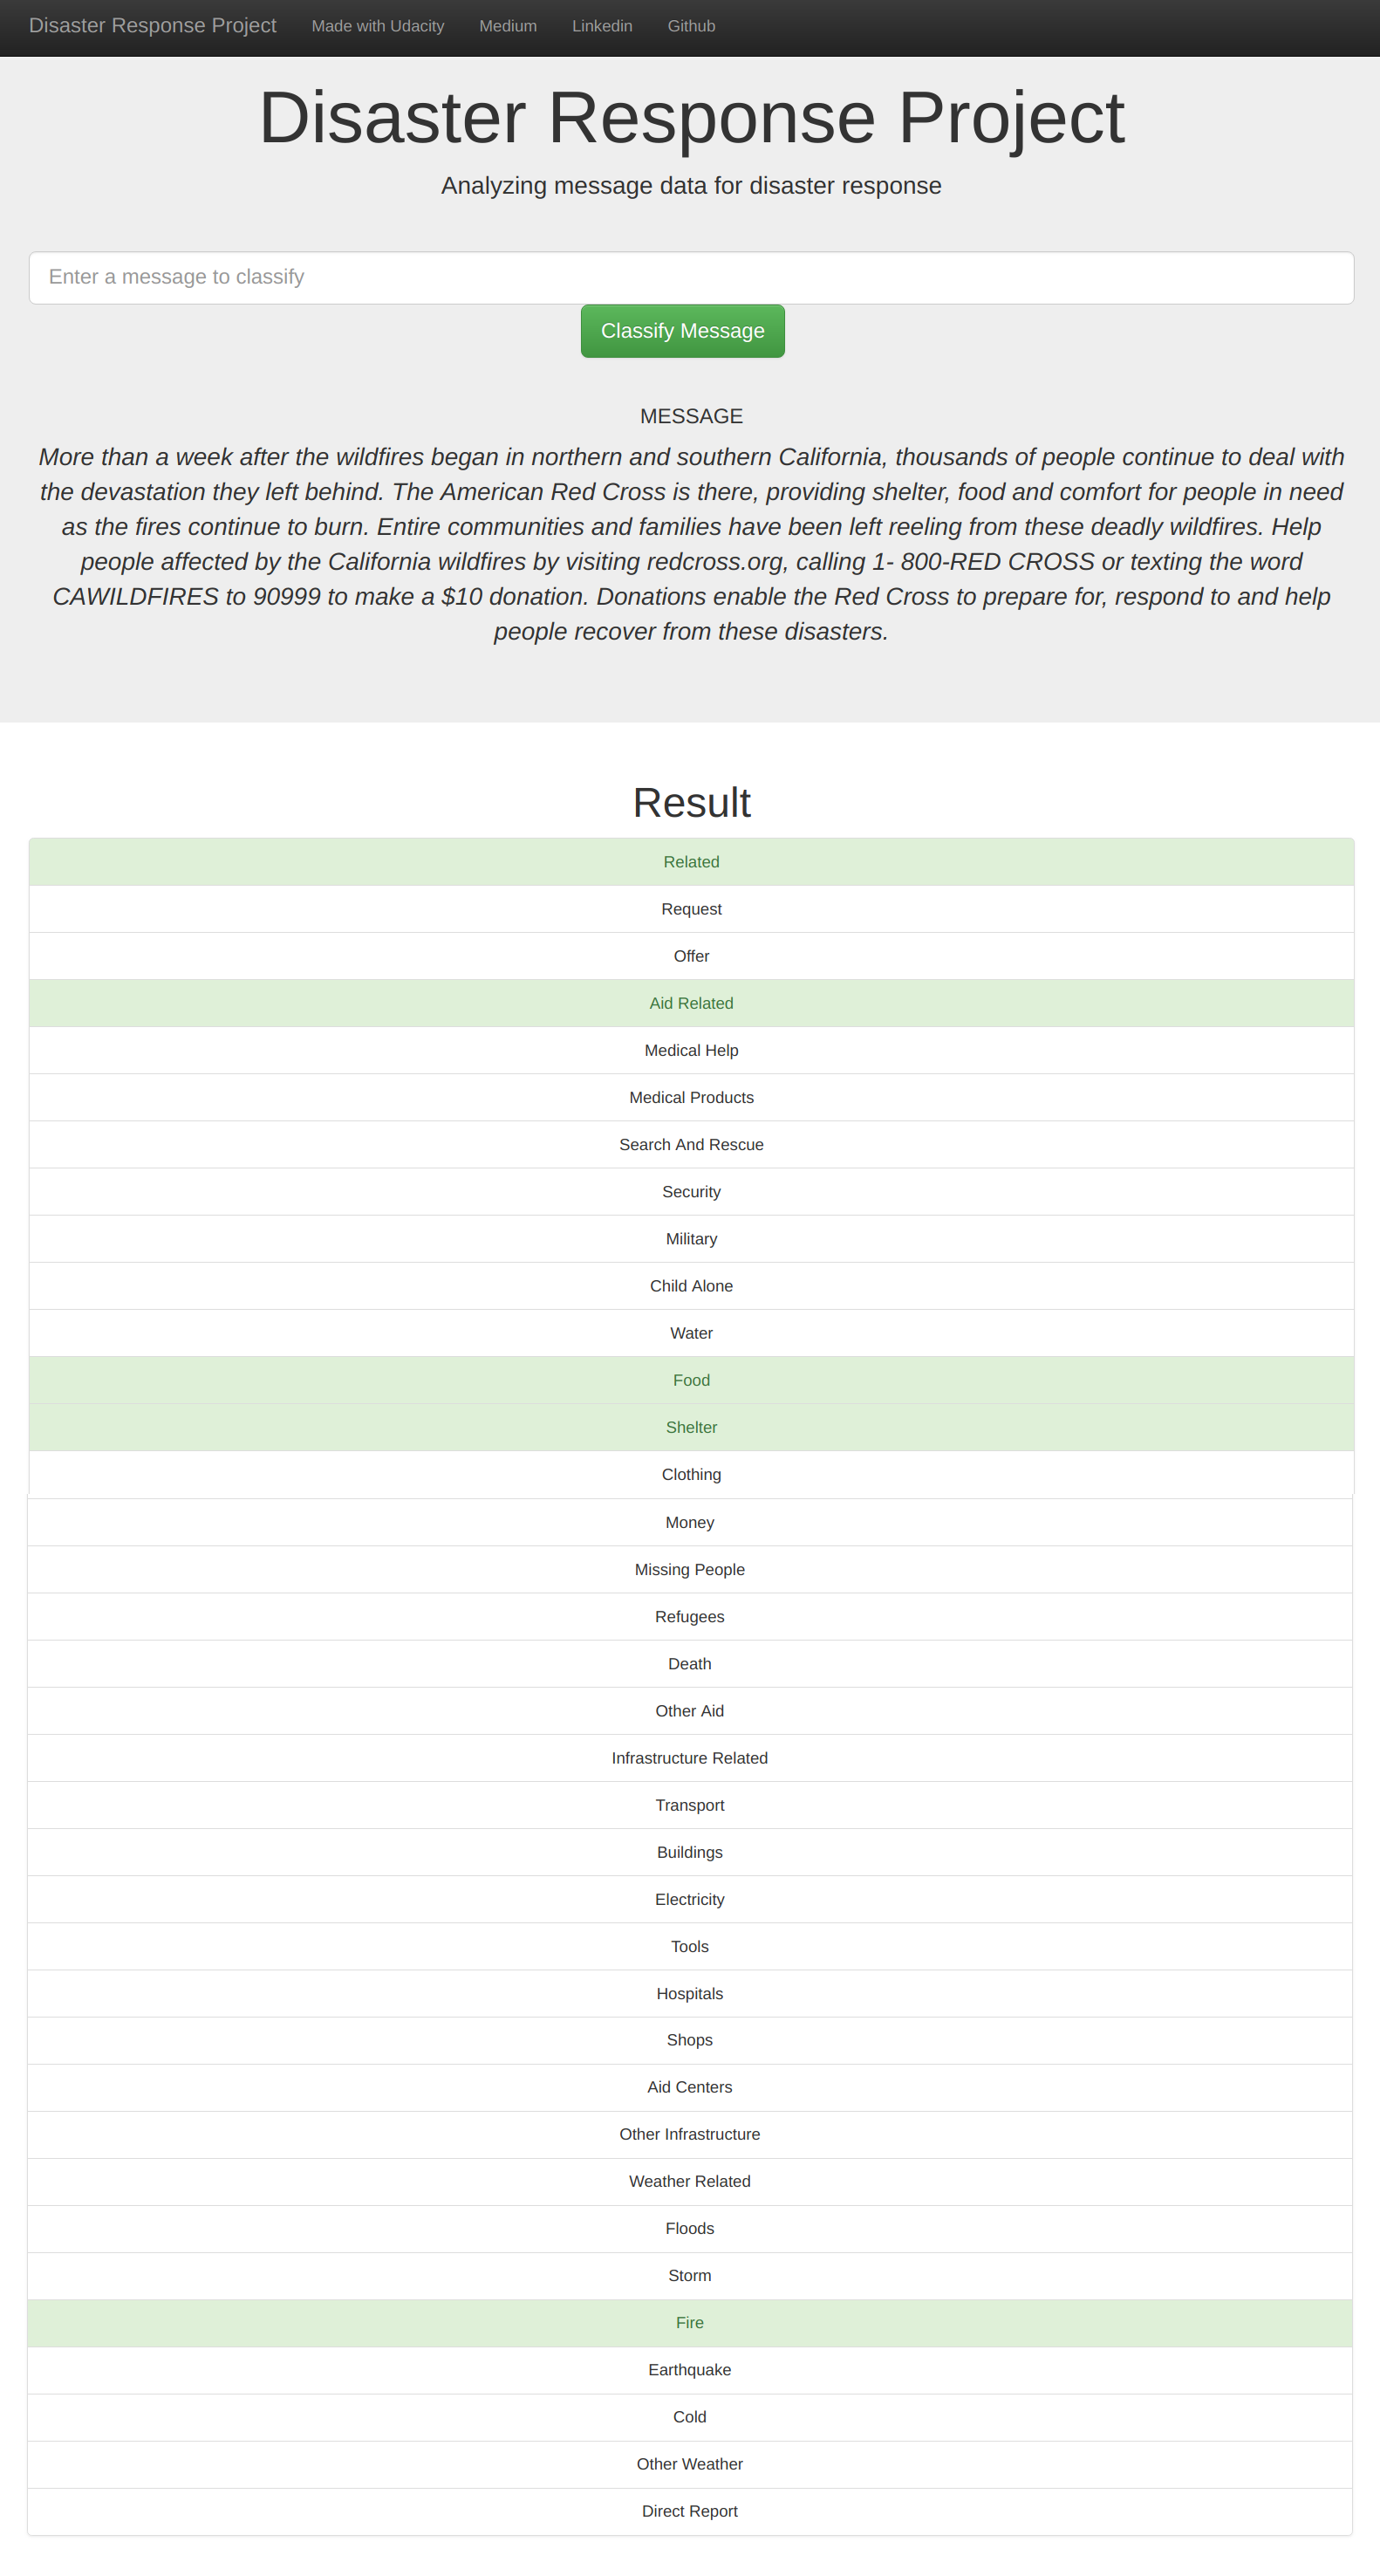 Disaster Response Project Made with Udacity Medium Linkedin Github
Disaster Response Project
Analyzing message data for disaster response
Enter a message to classify
Classify Message
MESSAGE
More than a week after the wildfires began in northern and southern California, thousands of people continue to deal with
the devastation they left behind. The American Red Cross is there, providing shelter, food and comfort for people in need
as the fires continue to burn. Entire communities and families have been left reeling from these deadly wildfires. Help
people affected by the California wildfires by visiting redcross.org, calling 1- 800-RED CROSS or texting the word
CAWILDFIRES to 90999 to make a $10 donation. Donations enable the Red Cross to prepare for, respond to and help
people recover from these disasters.
Result
Related
Request
Offer
Aid Related
Medical Help
Medical Products
Search And Rescue
Security
Military
Child Alone
Water
Food
Shelter
Clothing
Money
Missing People
Refugees
Death
Other Aid
Infrastructure Related
Transport
Buildings
Electricity
Tools
Hospitals
Shops
Aid Centers
Other Infrastructure
Weather Related
Floods
Storm
Fire
Earthquake
Cold
Other Weather
Direct Report